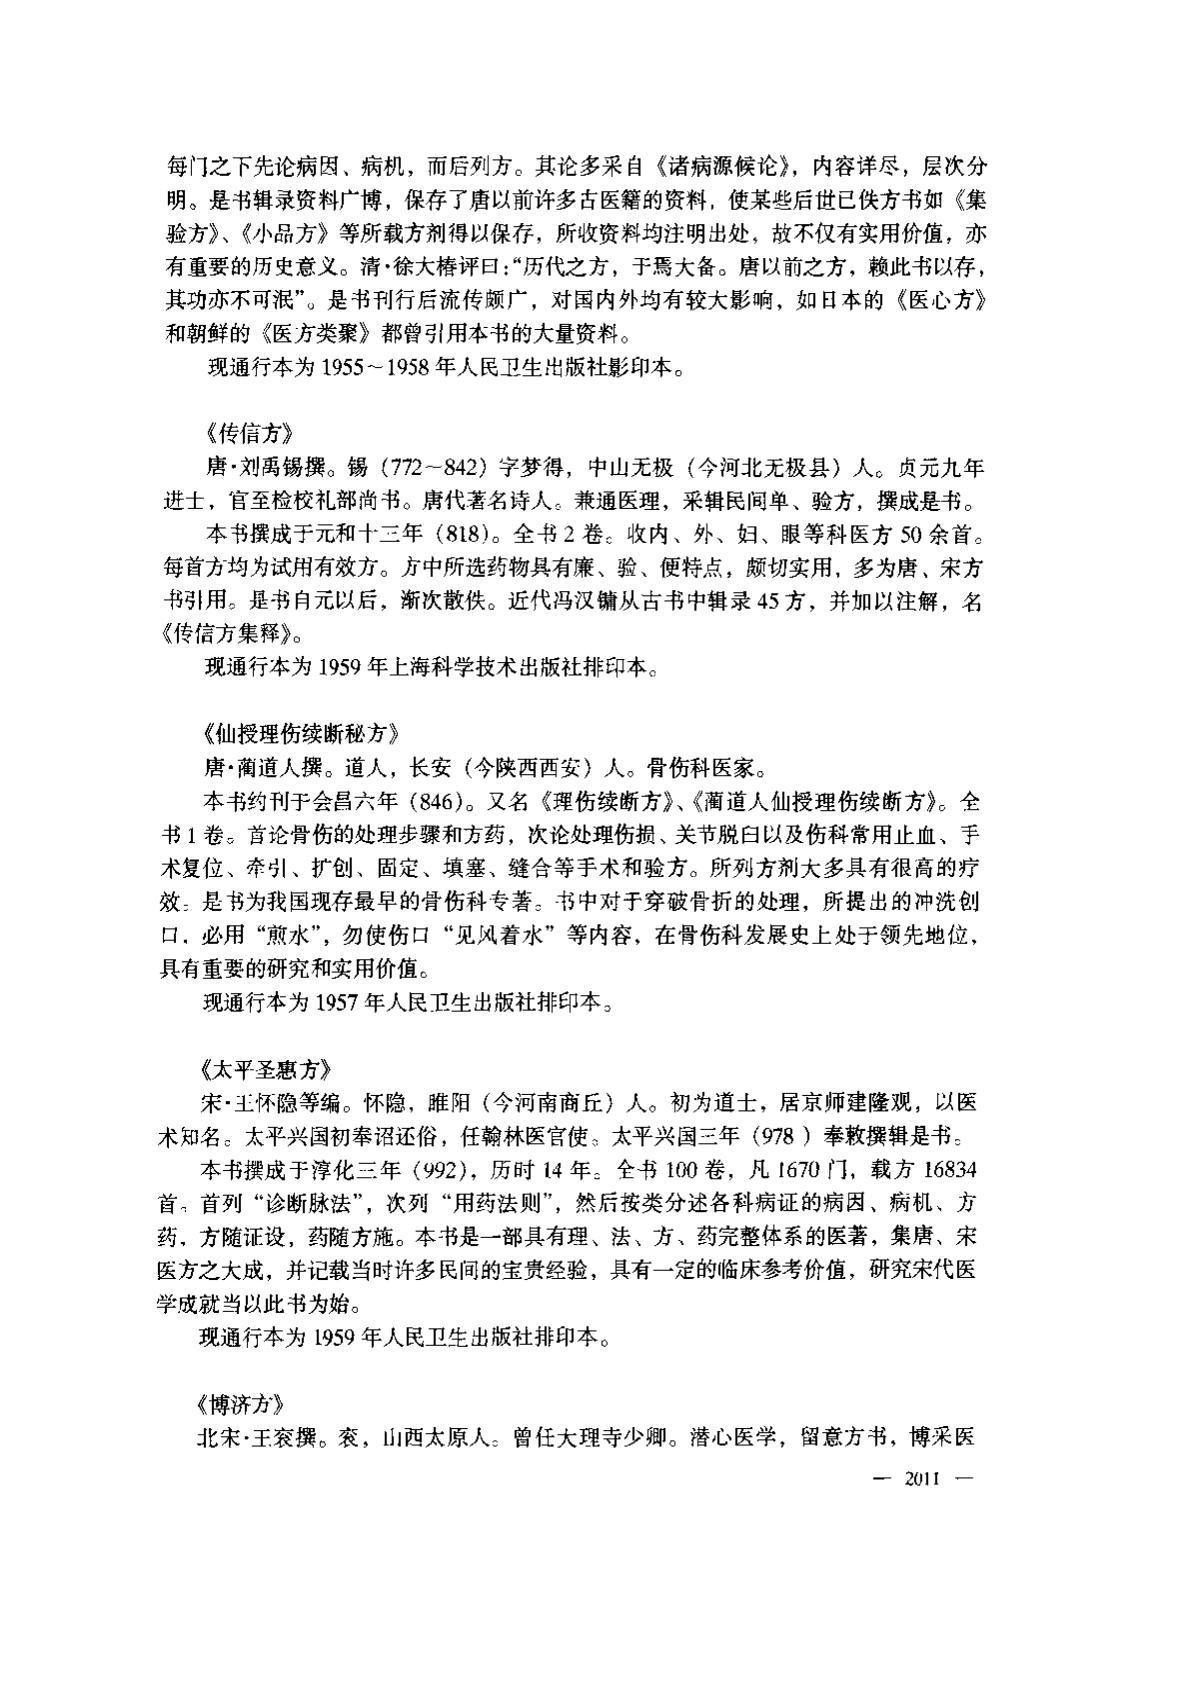 每门之下先论病因、病机，而后列方。其论多采自《诸病源候论》，内容详尽，层次分
明。是书辑录资料广博，保存了唐以前许多古医籍的资料，使某些后世已佚方书如《集
验方》、《小品方》等所载方剂得以保存，所收资料均注明出处，故不仅有实用价值，亦
有重要的历史意义。清·徐大椿评曰：“历代之方，于焉大备。唐以前之方，赖此书以存，
其功亦不可泯”。是书刊行后流传颇广，对国内外均有较大影响，如日本的《医心方》
和朝鲜的《医方类聚》都曾引用本书的大量资料。
现通行本为 1955～1958 年人民卫生出版社影印本。
《传信方》
唐·刘禹锡撰。锡（772～842）字梦得，中山无极（今河北无极县）人。贞元九年
进士，官至检校礼部尚书。唐代著名诗人。兼通医理，采辑民间单、验方，撰成是书。
本书撰成于元和十三年（818）。全书 2 卷。收内、外、妇、眼等科医方 50 余首。
每首方均为试用有效方。方中所选药物具有廉、验、便特点，颇切实用，多为唐、宋方
书引用。是书自元以后，渐次散佚。近代冯汉镛从古书中辑录 45 方，并加以注解，名
《传信方集释》。
现通行本为 1959 年上海科学技术出版社排印本。
《仙授理伤续断秘方》
唐·蔺道人撰。道人，长安（今陕西西安）人。骨伤科医家。
本书约刊于会昌六年（846）。又名《理伤续断方》、《蔺道人仙授理伤续断方》。全
书 1 卷。首论骨伤的处理步骤和方药，次论处理伤损、关节脱臼以及伤科常用止血、手
术复位、牵引、扩创、固定、填塞、缝合等手术和验方。所列方剂大多具有很高的疗
效。是书为我国现存最早的骨伤科专著。书中对于穿破骨折的处理，所提出的冲洗创
口，必用“煎水”，勿使伤口“见风着水”等内容，在骨伤科发展史上处于领先地位，
具有重要的研究和实用价值。
现通行本为 1957 年人民卫生出版社排印本。
《太平圣惠方》
宋·王怀隐等编。怀隐，睢阳（今河南商丘）人。初为道士，居京师建隆观，以医
术知名。太平兴国初奉诏还俗，任翰林医官使。太平兴国三年（978 ）奉敕撰辑是书。
本书撰成于淳化三年（992），历时 14 年。全书 100 卷，凡 1670 门，载方 16834
首。首列“诊断脉法”，次列“用药法则”，然后按类分述各科病证的病因、病机、方
药，方随证设，药随方施。本书是一部具有理、法、方、药完整体系的医著，集唐、宋
医方之大成，并记载当时许多民间的宝贵经验，具有一定的临床参考价值，研究宋代医
学成就当以此书为始。
现通行本为 1959 年人民卫生出版社排印本。
《博济方》
北宋·王衮撰。衮，山西太原人。曾任大理寺少卿。潜心医学，留意方书，博采医
— 2011 —